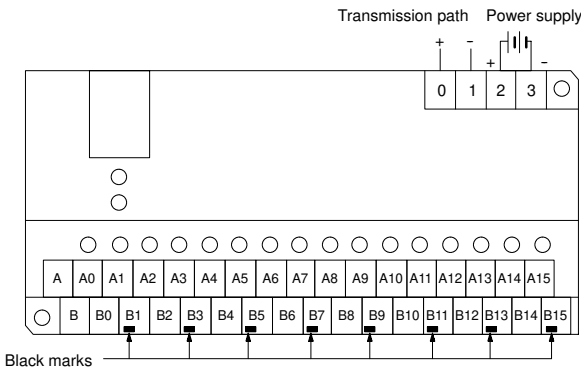 Transmission path Power supply
+ - + -
0 1 2 3
A A0 A1 A2 A3 A4 A5 A6 A7 A8 A9 A10 A11 A12 A13 A14 A15
B B0 B1 B2 B3 B4 B5 B6 B7 B8 B9 B10 B11 B12 B13 B14 B15
Black marks